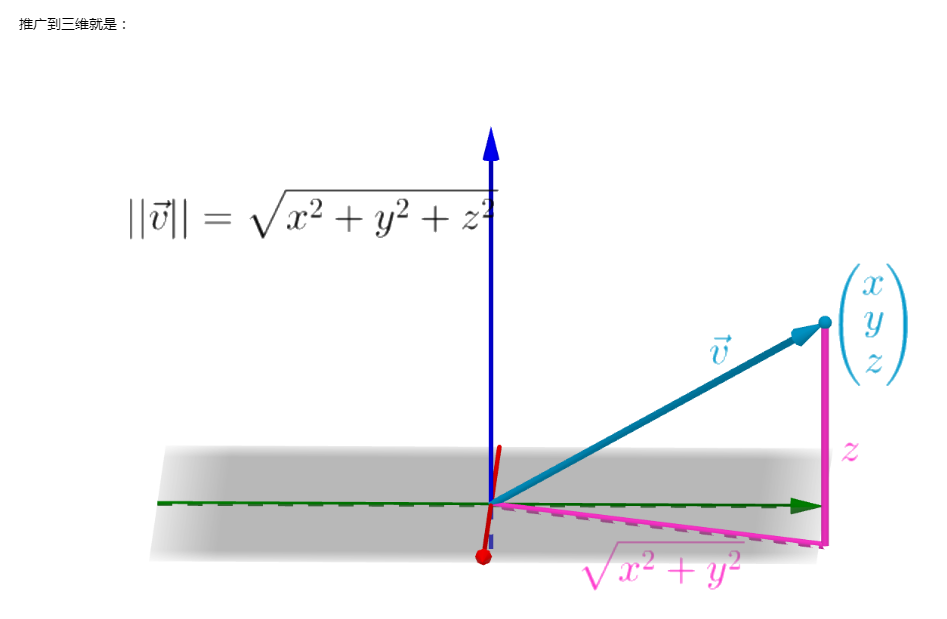 推广到三维就是：
||v⃗|| = √(x² + y² + z²)
x
v⃗
y
z
z
√(x² + y²)